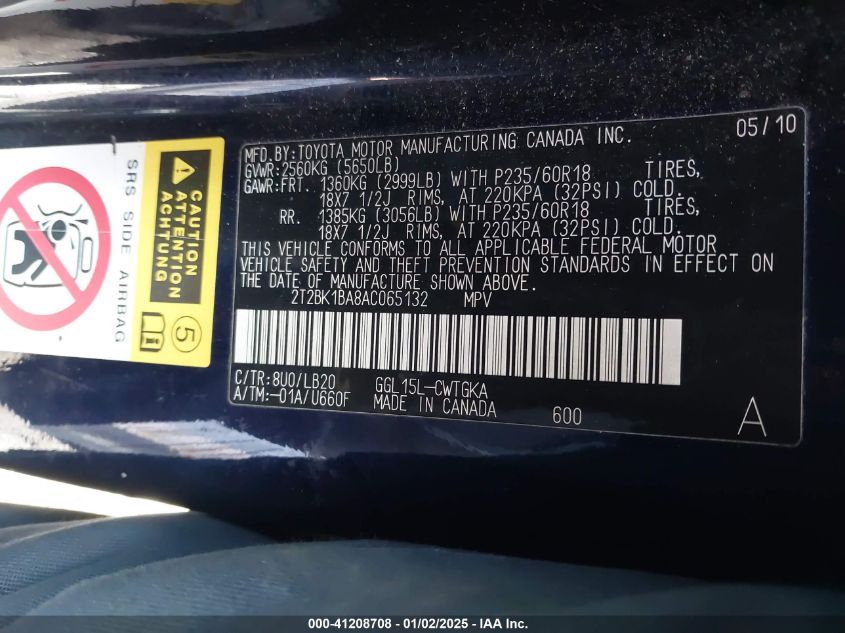 MFD.BY:TOYOTA MOTOR MANUFACTURING CANADA INC. 05/10
GVWR:2560KG (5650LB)
GAWR:FRT. 1360KG (2999LB) WITH P235/60R18 TIRES,
18X7 1/2J RIMS, AT 220KPA (32PSI) COLD.
RR. 1385KG (3056LB) WITH P235/60R18 TIRES,
18X7 1/2J RIMS, AT 220KPA (32PSI) COLD.
THIS VEHICLE CONFORMS TO ALL APPLICABLE FEDERAL MOTOR
VEHICLE SAFETY AND THEFT PREVENTION STANDARDS IN EFFECT ON
THE DATE OF MANUFACTURE SHOWN ABOVE.
2T2BK1BA8AC065132 MPV
C/TR:8U0/LB20 GGL15L-CWTGKA
A/TM:-01A/U660F MADE IN CANADA 600 A
SRS SIDE AIRBAG
CAUTION
ATTENTION
ACHTUNG
5
000-41208708 - 01/02/2025 - IAA Inc.